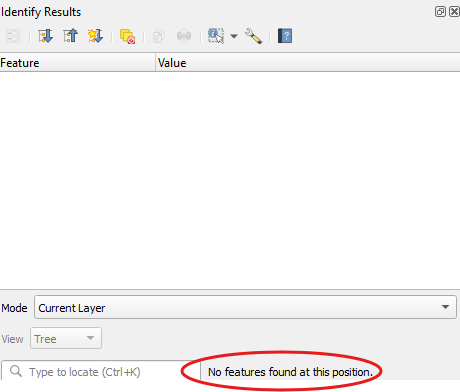 Identify Results
Feature Value
Mode Current Layer
View Tree
Type to locate (Ctrl+K) No features found at this position.